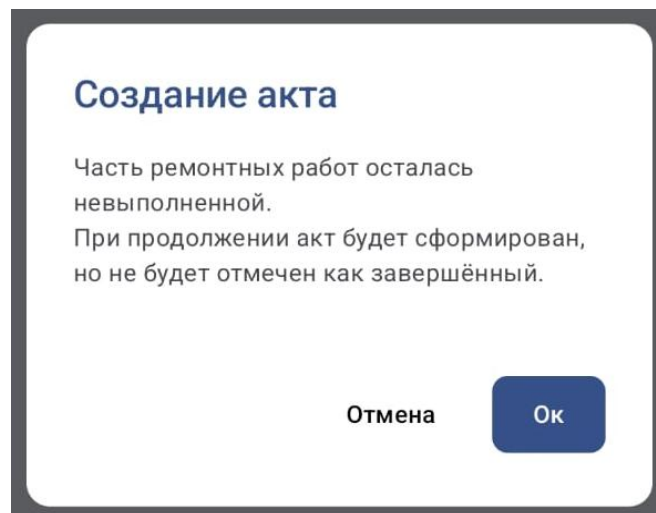 Создание акта
Часть ремонтных работ осталась
невыполненной.
При продолжении акт будет сформирован,
но не будет отмечен как завершённый.
Отмена
Ок